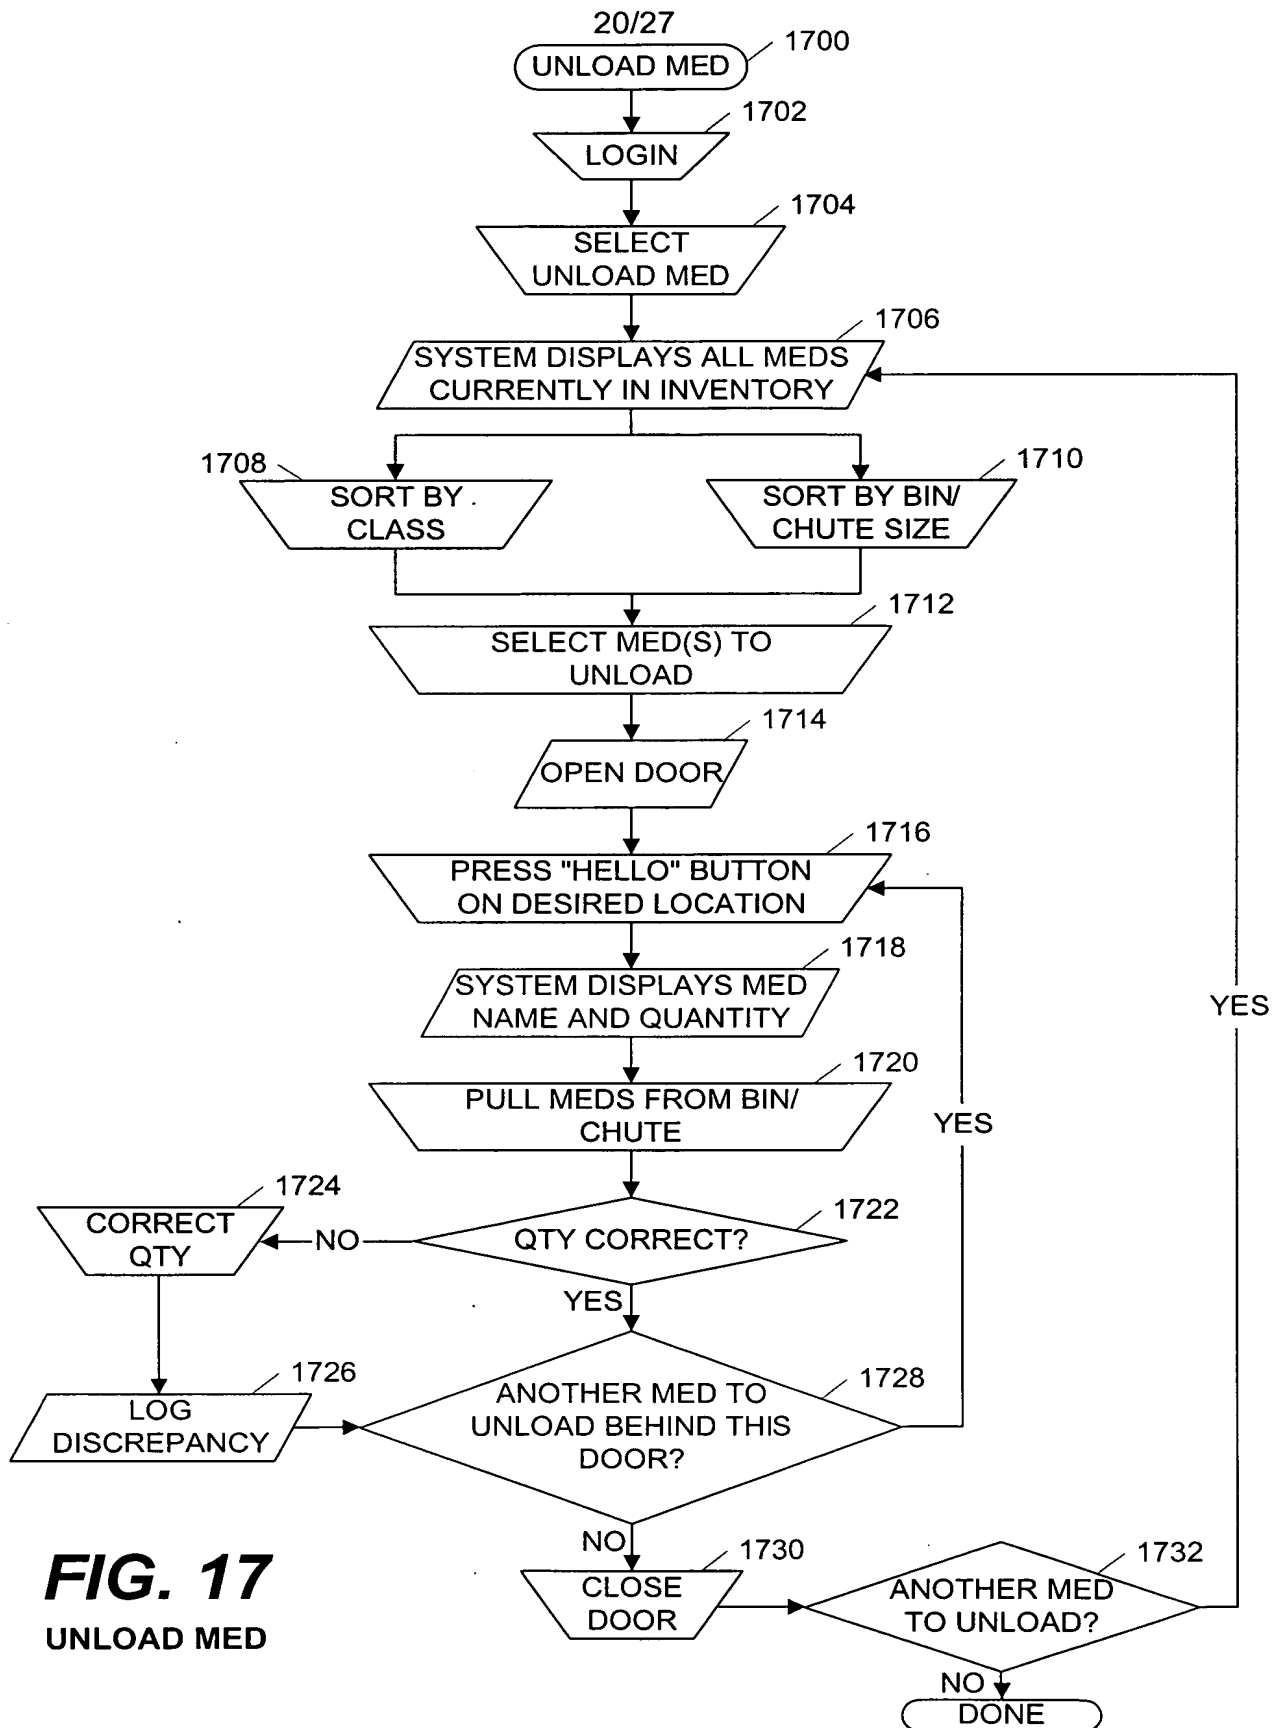 20/27
UNLOAD MED
1700
1702
LOGIN
1704
SELECT
UNLOAD MED
1706
SYSTEM DISPLAYS ALL MEDS
CURRENTLY IN INVENTORY
1708
SORT BY
CLASS
1710
SORT BY BIN/
CHUTE SIZE
1712
SELECT MED(S) TO
UNLOAD
1714
OPEN DOOR
1716
PRESS "HELLO" BUTTON
ON DESIRED LOCATION
1718
SYSTEM DISPLAYS MED
NAME AND QUANTITY
YES
1720
PULL MEDS FROM BIN/
CHUTE
YES
1724
CORRECT
QTY
NO
1722
QTY CORRECT?
YES
1726
LOG
DISCREPANCY
1728
ANOTHER MED TO
UNLOAD BEHIND THIS
DOOR?
NO
1730
CLOSE
DOOR
1732
ANOTHER MED
TO UNLOAD?
NO
DONE
FIG. 17
UNLOAD MED